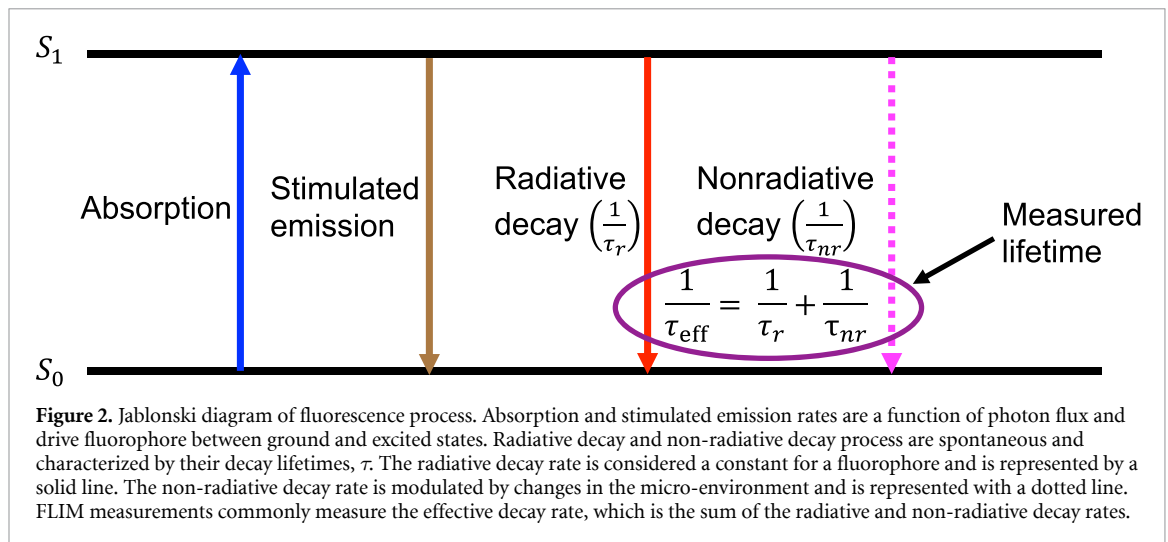 S₁
Absorption
Stimulated
emission
Radiative
decay (1/τᵣ)
Nonradiative
decay (1/τₙᵣ)
Measured
lifetime
1/τ_eff = 1/τᵣ + 1/τₙᵣ
S₀
Figure 2. Jablonski diagram of fluorescence process. Absorption and stimulated emission rates are a function of photon flux and
drive fluorophore between ground and excited states. Radiative decay and non-radiative decay process are spontaneous and
characterized by their decay lifetimes, τ. The radiative decay rate is considered a constant for a fluorophore and is represented by a
solid line. The non-radiative decay rate is modulated by changes in the micro-environment and is represented with a dotted line.
FLIM measurements commonly measure the effective decay rate, which is the sum of the radiative and non-radiative decay rates.